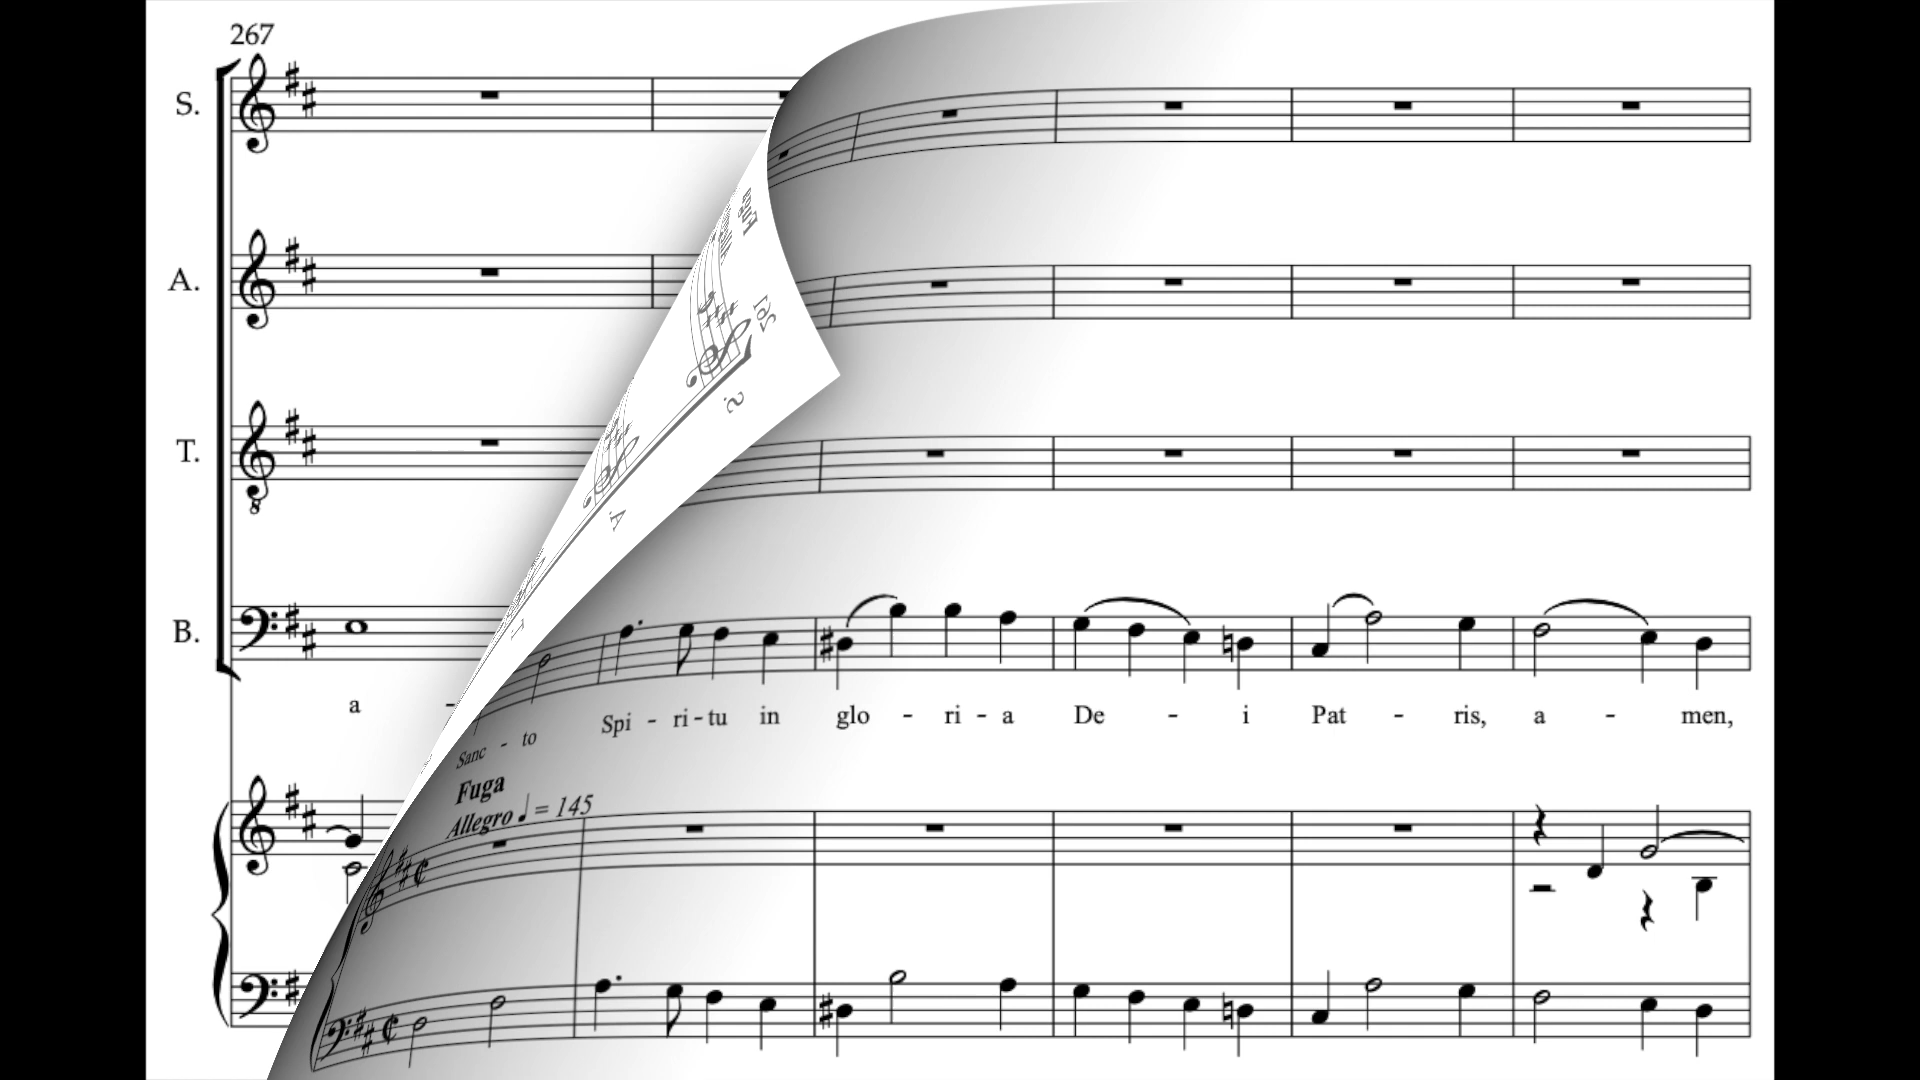 267
S.
A.
T.
B.
a -
Sanc - to Spi - ri - tu in glo - ri - a De - i Pat - ris, a - men,
Fuga
Allegro ♩ = 145
S.
A.
T.